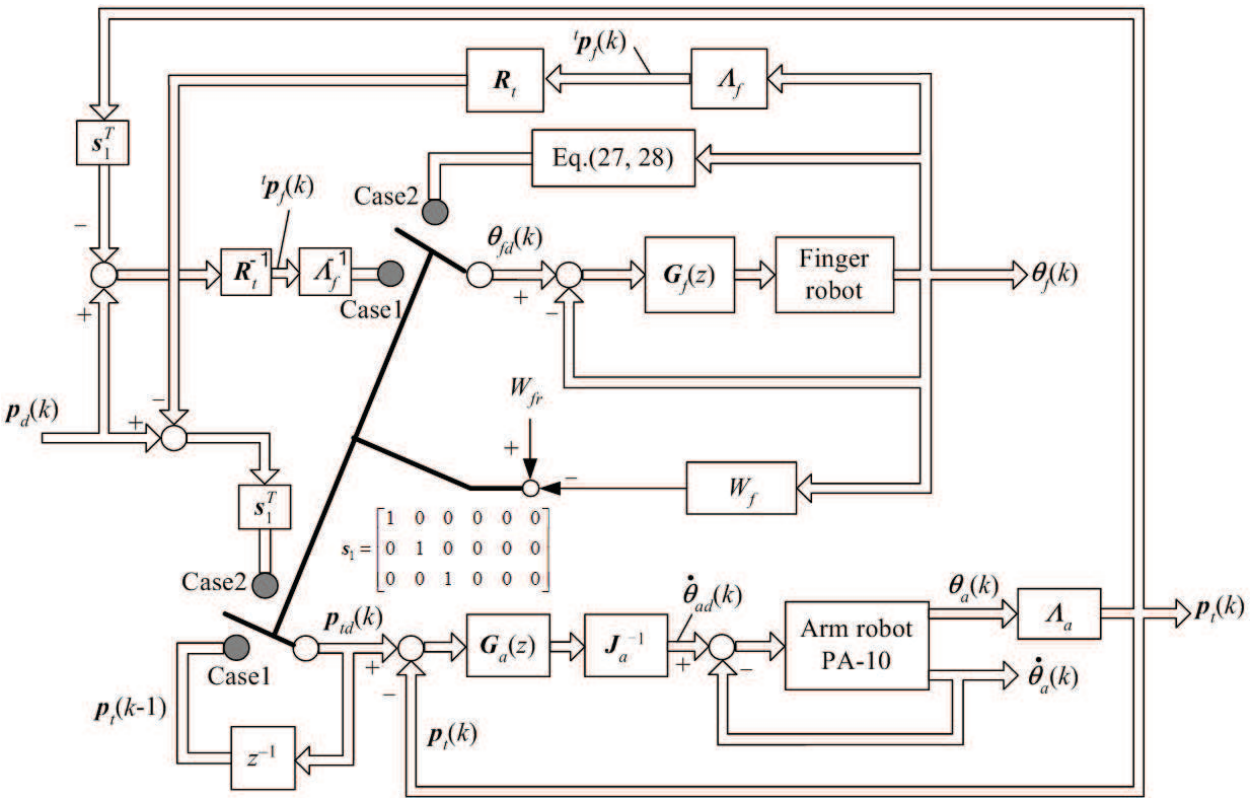 ᵗp_f(k)
R_t
Λ_f
s₁ᵀ
Eq.(27, 28)
Case2
ᵗp_f(k)
−
θ_fd(k)
R_t⁻¹
Λ_f⁻¹
G_f(z)
Finger
robot
θ_f(k)
Case1
+
−
+
W_fr
p_d(k)
−
+
+
−
W_f
s₁ᵀ
s₁ =
1 0 0 0 0 0
0 1 0 0 0 0
0 0 1 0 0 0
Case2
p_td(k)
θ̇_ad(k)
θ_a(k)
Λ_a
p_t(k)
G_a(z)
J_a⁻¹
Arm robot
PA-10
Case1
+
−
+
−
θ̇_a(k)
p_t(k-1)
p_t(k)
z⁻¹